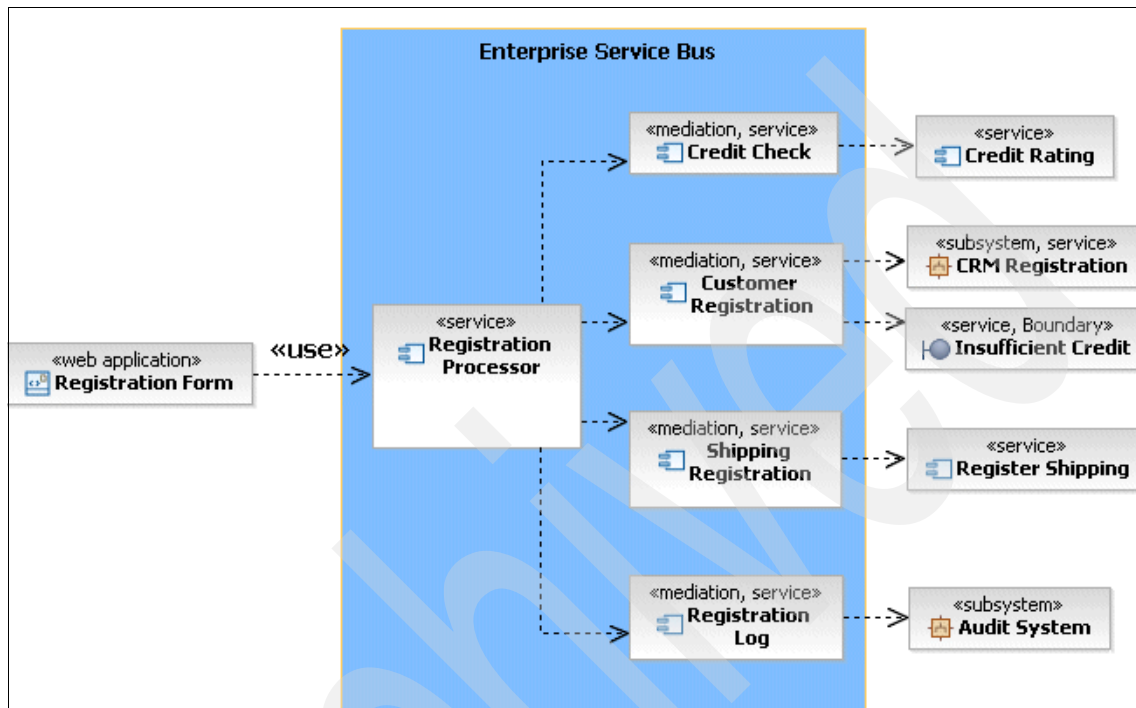 Enterprise Service Bus
«mediation, service»
Credit Check
«service»
Credit Rating
«mediation, service»
Customer
Registration
«subsystem, service»
CRM Registration
«service, Boundary»
Insufficient Credit
«web application»
Registration Form
«use»
«service»
Registration
Processor
«mediation, service»
Shipping
Registration
«service»
Register Shipping
«mediation, service»
Registration
Log
«subsystem»
Audit System